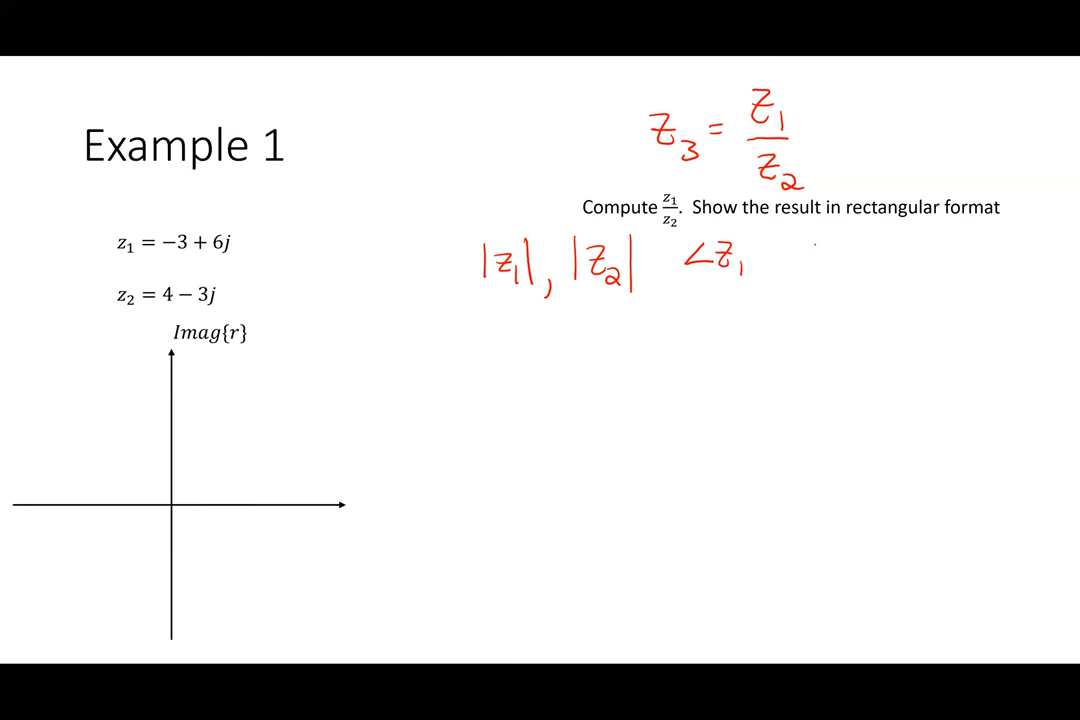 Example 1
z₃ = z₁/z₂
Compute z₁/z₂. Show the result in rectangular format
z₁ = −3 + 6j
|z₁|, |z₂| ∠z₁
z₂ = 4 − 3j
Imag{r}